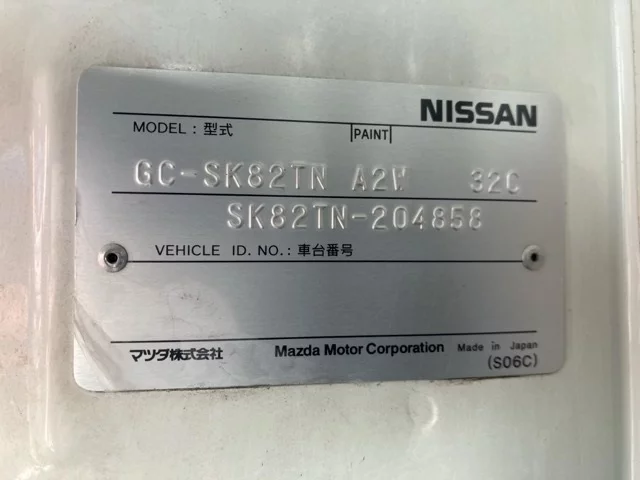 NISSAN
MODEL : 型式 PAINT
GC-SK82TN A2W 32C
SK82TN-204858
VEHICLE ID. NO. : 車台番号
マツダ株式会社 Mazda Motor Corporation Made in Japan
(S06C)